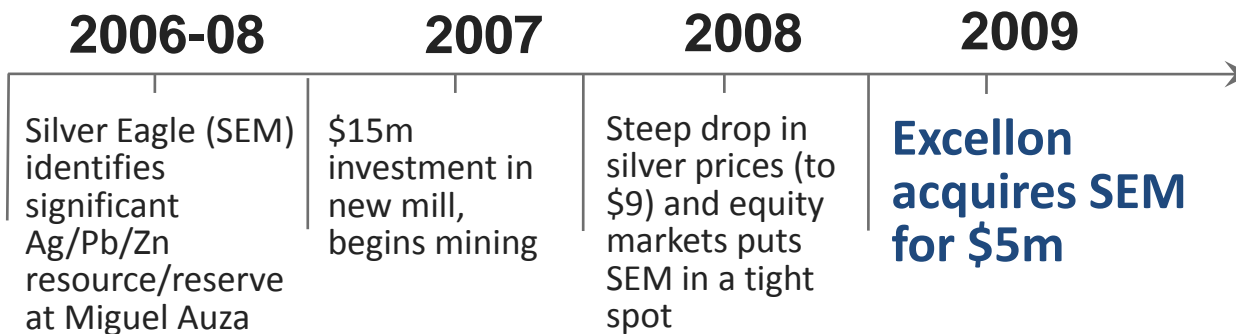 2006-08
2007
2008
2009
Silver Eagle (SEM)
identifies
significant
Ag/Pb/Zn
resource/reserve
at Miguel Auza
$15m
investment in
new mill,
begins mining
Steep drop in
silver prices (to
$9) and equity
markets puts
SEM in a tight
spot
Excellon
acquires SEM
for $5m